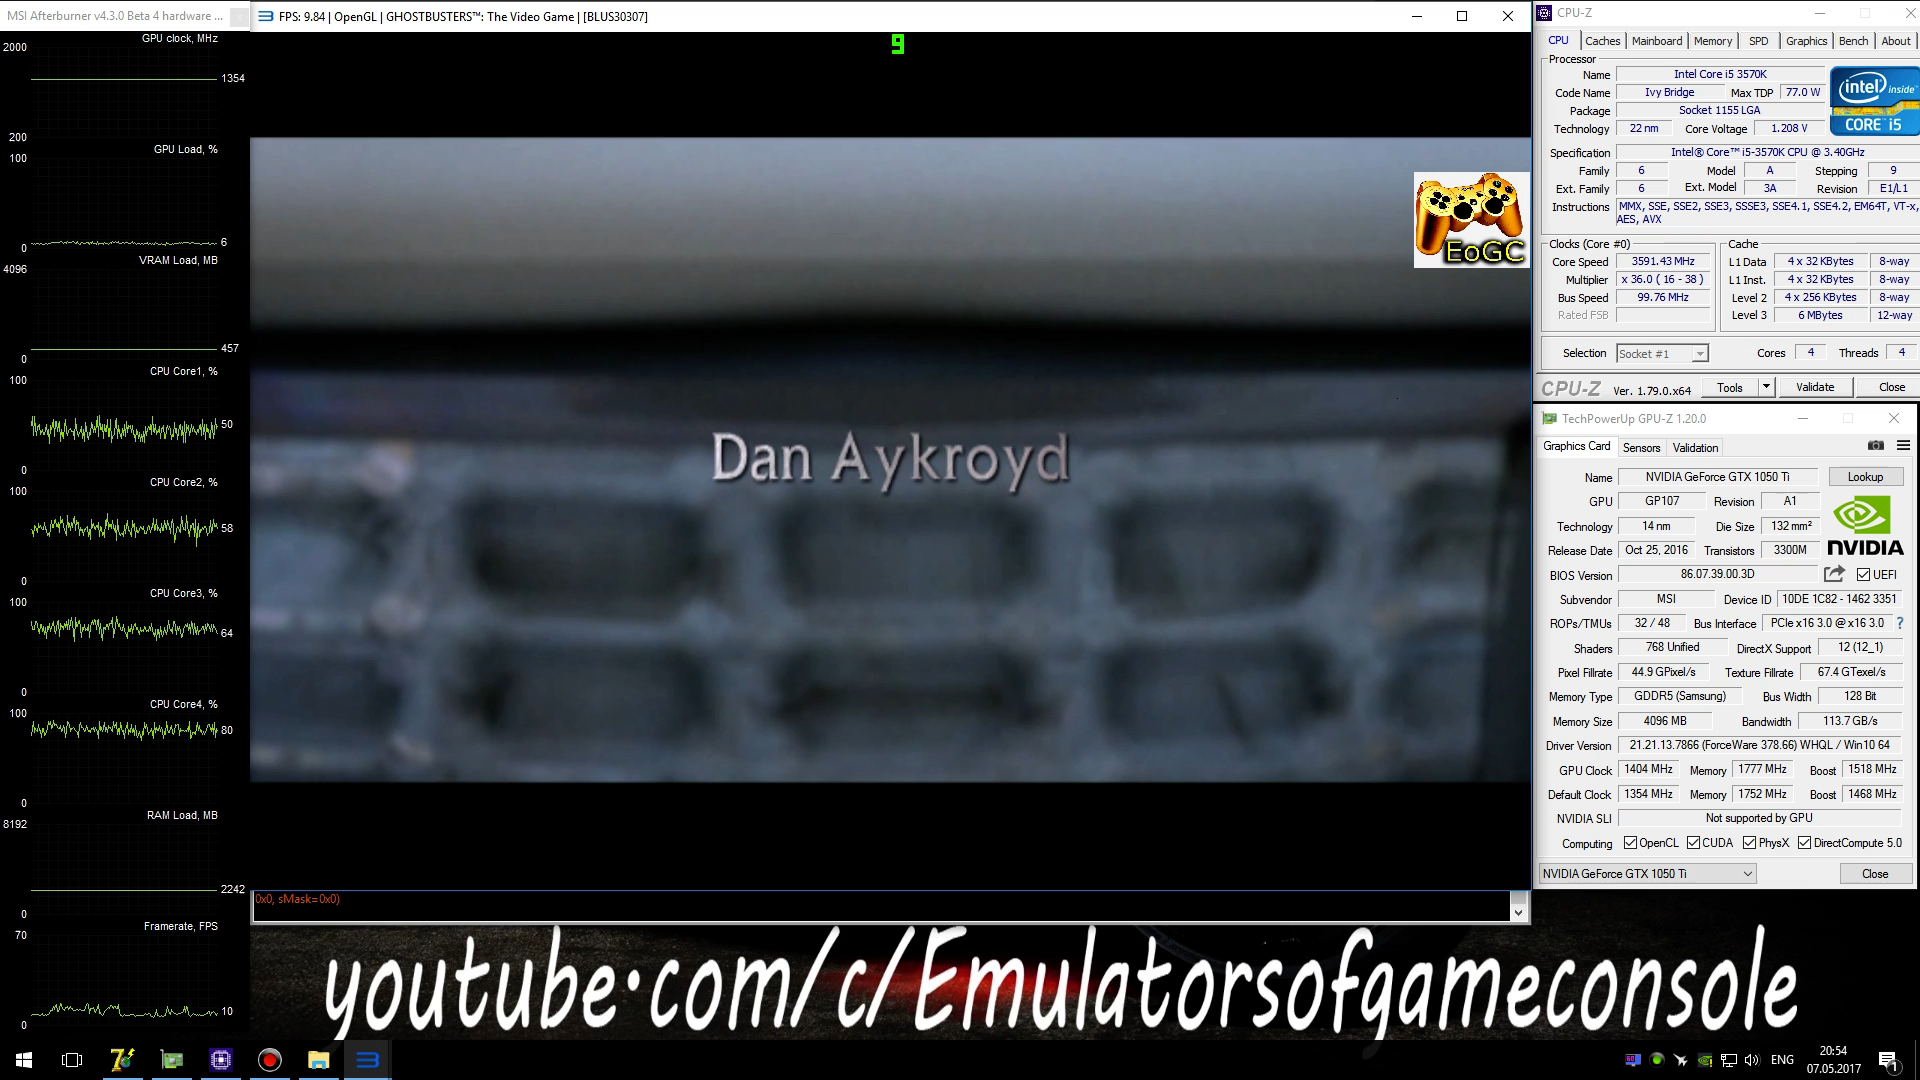 MSI Afterburner v4.3.0 Beta 4 hardware ...
GPU clock, MHz
2000
1354
200
GPU Load, %
100
6
0
VRAM Load, MB
4096
457
0
CPU Core1, %
100
50
0
CPU Core2, %
100
58
0
CPU Core3, %
100
64
0
CPU Core4, %
100
80
0
RAM Load, MB
8192
2242
0
Framerate, FPS
70
10
0
FPS: 9.84 | OpenGL | GHOSTBUSTERS™: The Video Game | [BLUS30307]
9
EoGC
Dan Aykroyd
0x0, sMask=0x0)
youtube.com/c/Emulatorsofgameconsole
CPU-Z
CPU Caches Mainboard Memory SPD Graphics Bench About
Processor
Name Intel Core i5 3570K
Code Name Ivy Bridge Max TDP 77.0 W
Package Socket 1155 LGA
Technology 22 nm Core Voltage 1.208 V
intel inside™
CORE i5
Specification Intel® Core™ i5-3570K CPU @ 3.40GHz
Family 6 Model A Stepping 9
Ext. Family 6 Ext. Model 3A Revision E1/L1
Instructions MMX, SSE, SSE2, SSE3, SSSE3, SSE4.1, SSE4.2, EM64T, VT-x,
AES, AVX
Clocks (Core #0) Cache
Core Speed 3591.43 MHz L1 Data 4 x 32 KBytes 8-way
Multiplier x 36.0 ( 16 - 38 ) L1 Inst. 4 x 32 KBytes 8-way
Bus Speed 99.76 MHz Level 2 4 x 256 KBytes 8-way
Rated FSB Level 3 6 MBytes 12-way
Selection Socket #1 Cores 4 Threads 4
CPU-Z Ver. 1.79.0.x64 Tools Validate Close
TechPowerUp GPU-Z 1.20.0
Graphics Card Sensors Validation
Name NVIDIA GeForce GTX 1050 Ti Lookup
GPU GP107 Revision A1
Technology 14 nm Die Size 132 mm²
Release Date Oct 25, 2016 Transistors 3300M
NVIDIA
BIOS Version 86.07.39.00.3D UEFI
Subvendor MSI Device ID 10DE 1C82 - 1462 3351
ROPs/TMUs 32 / 48 Bus Interface PCIe x16 3.0 @ x16 3.0 ?
Shaders 768 Unified DirectX Support 12 (12_1)
Pixel Fillrate 44.9 GPixel/s Texture Fillrate 67.4 GTexel/s
Memory Type GDDR5 (Samsung) Bus Width 128 Bit
Memory Size 4096 MB Bandwidth 113.7 GB/s
Driver Version 21.21.13.7866 (ForceWare 378.66) WHQL / Win10 64
GPU Clock 1404 MHz Memory 1777 MHz Boost 1518 MHz
Default Clock 1354 MHz Memory 1752 MHz Boost 1468 MHz
NVIDIA SLI Not supported by GPU
Computing OpenCL CUDA PhysX DirectCompute 5.0
NVIDIA GeForce GTX 1050 Ti Close
ENG
20:54
07.05.2017
1